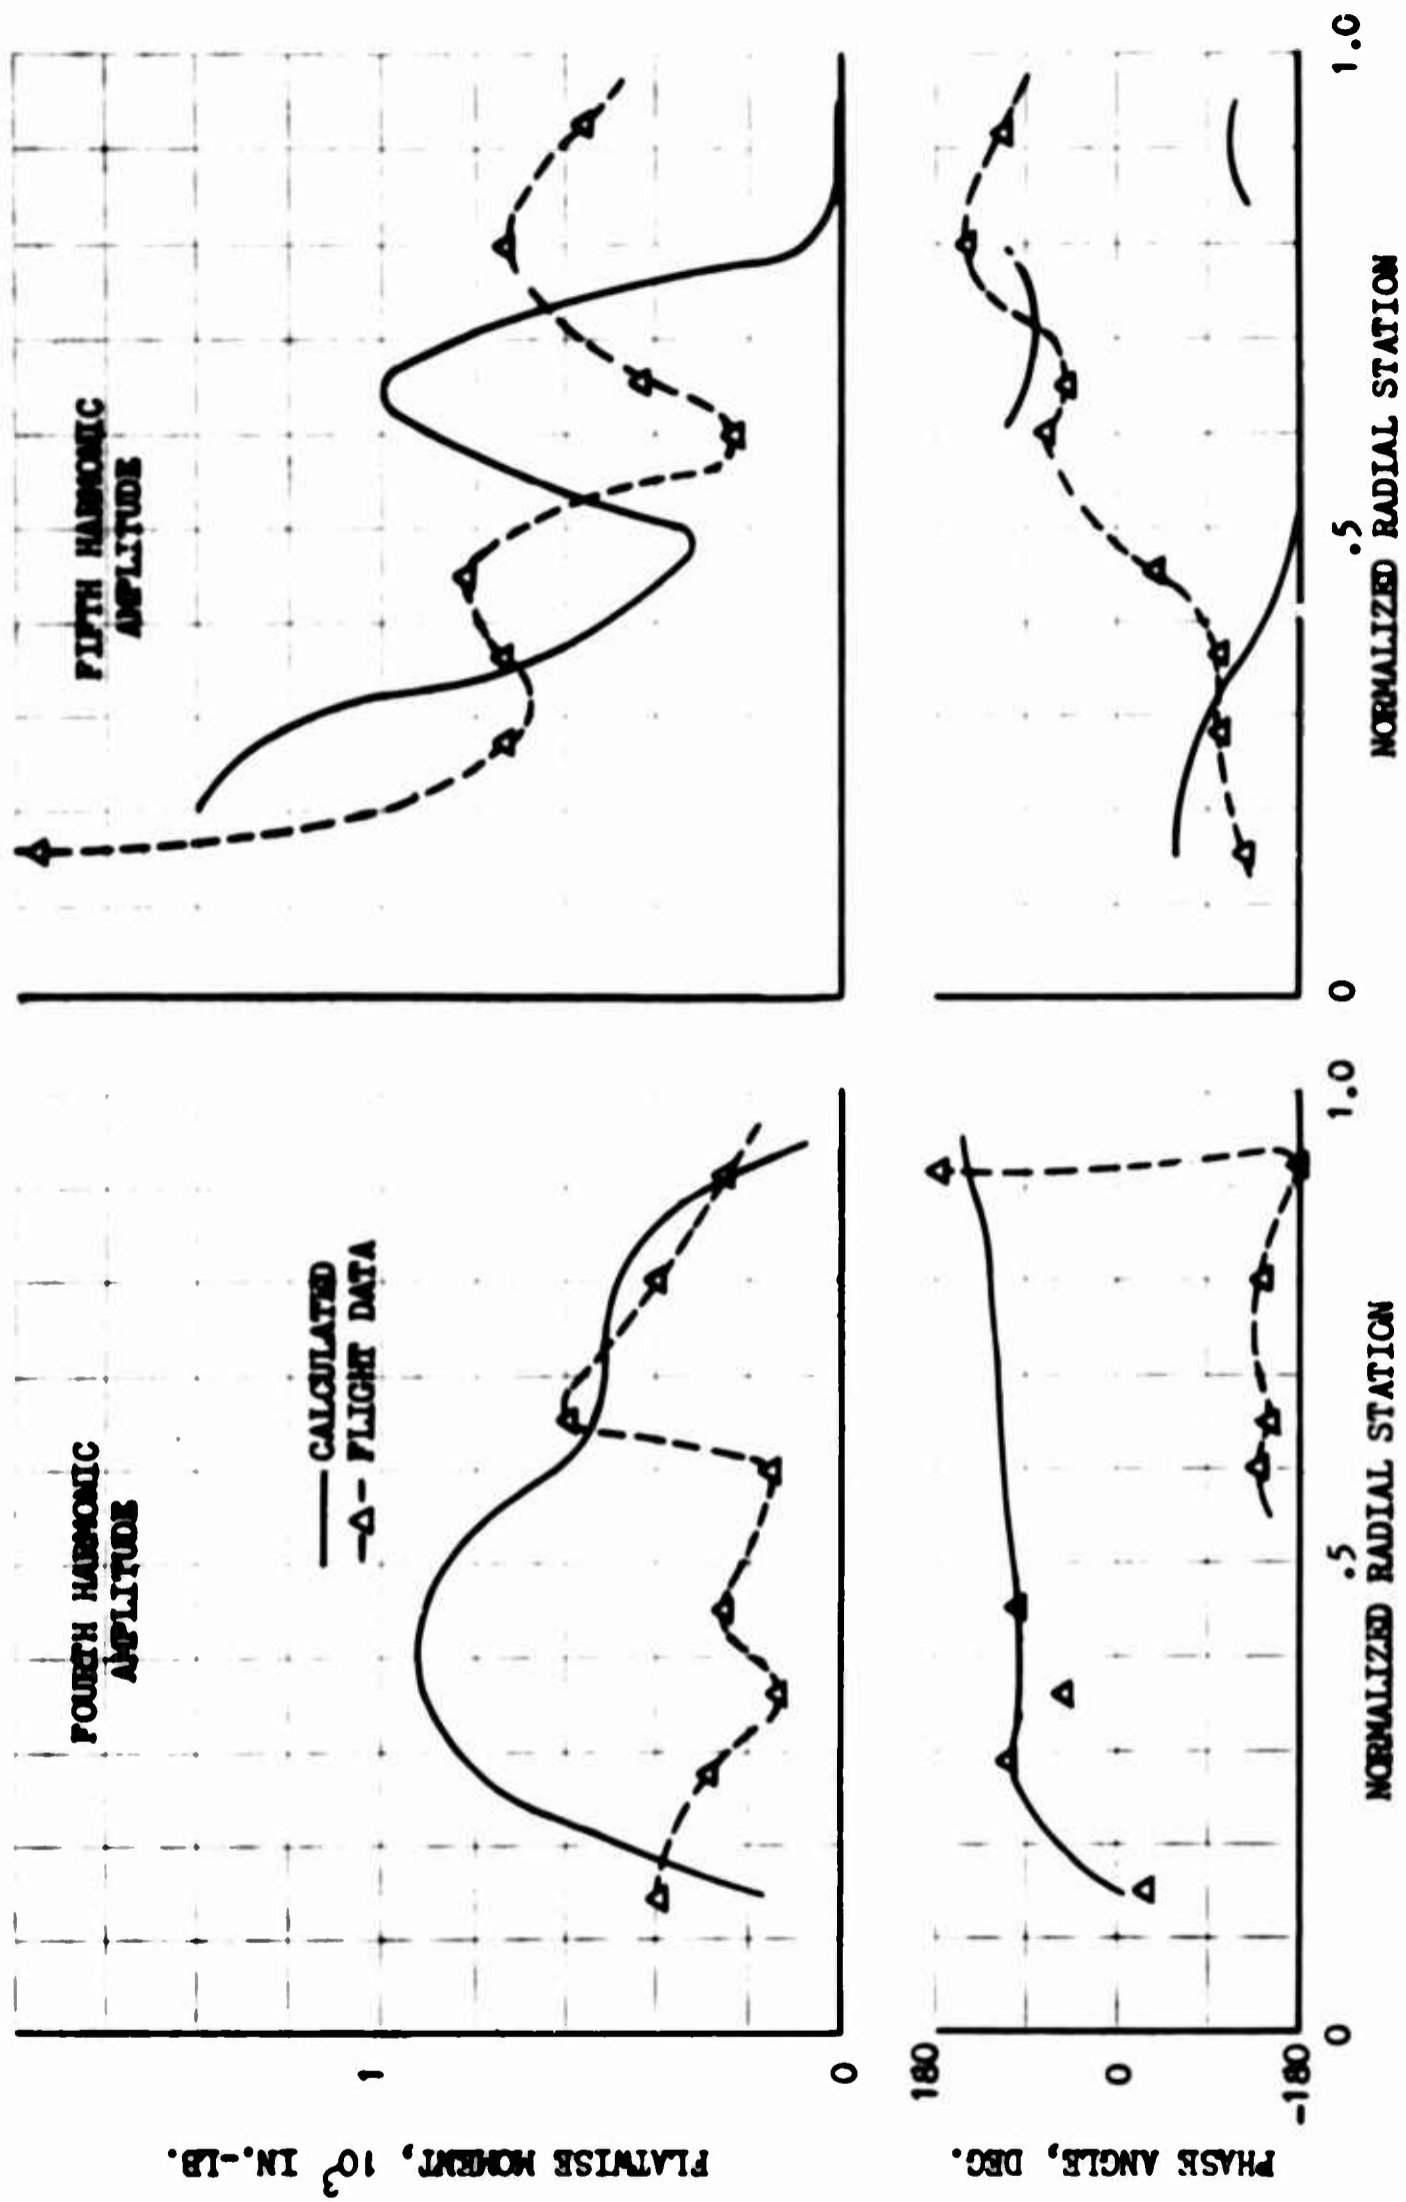 FOURTH HARMONIC
AMPLITUDE
CALCULATED
FLIGHT DATA
FLATWISE MOMENT, 10³ IN.-LB.
1
0
PHASE ANGLE, DEG.
180
0
-180
0
.5
1.0
NORMALIZED RADIAL STATION
FIFTH HARMONIC
AMPLITUDE
0
.5
1.0
NORMALIZED RADIAL STATION